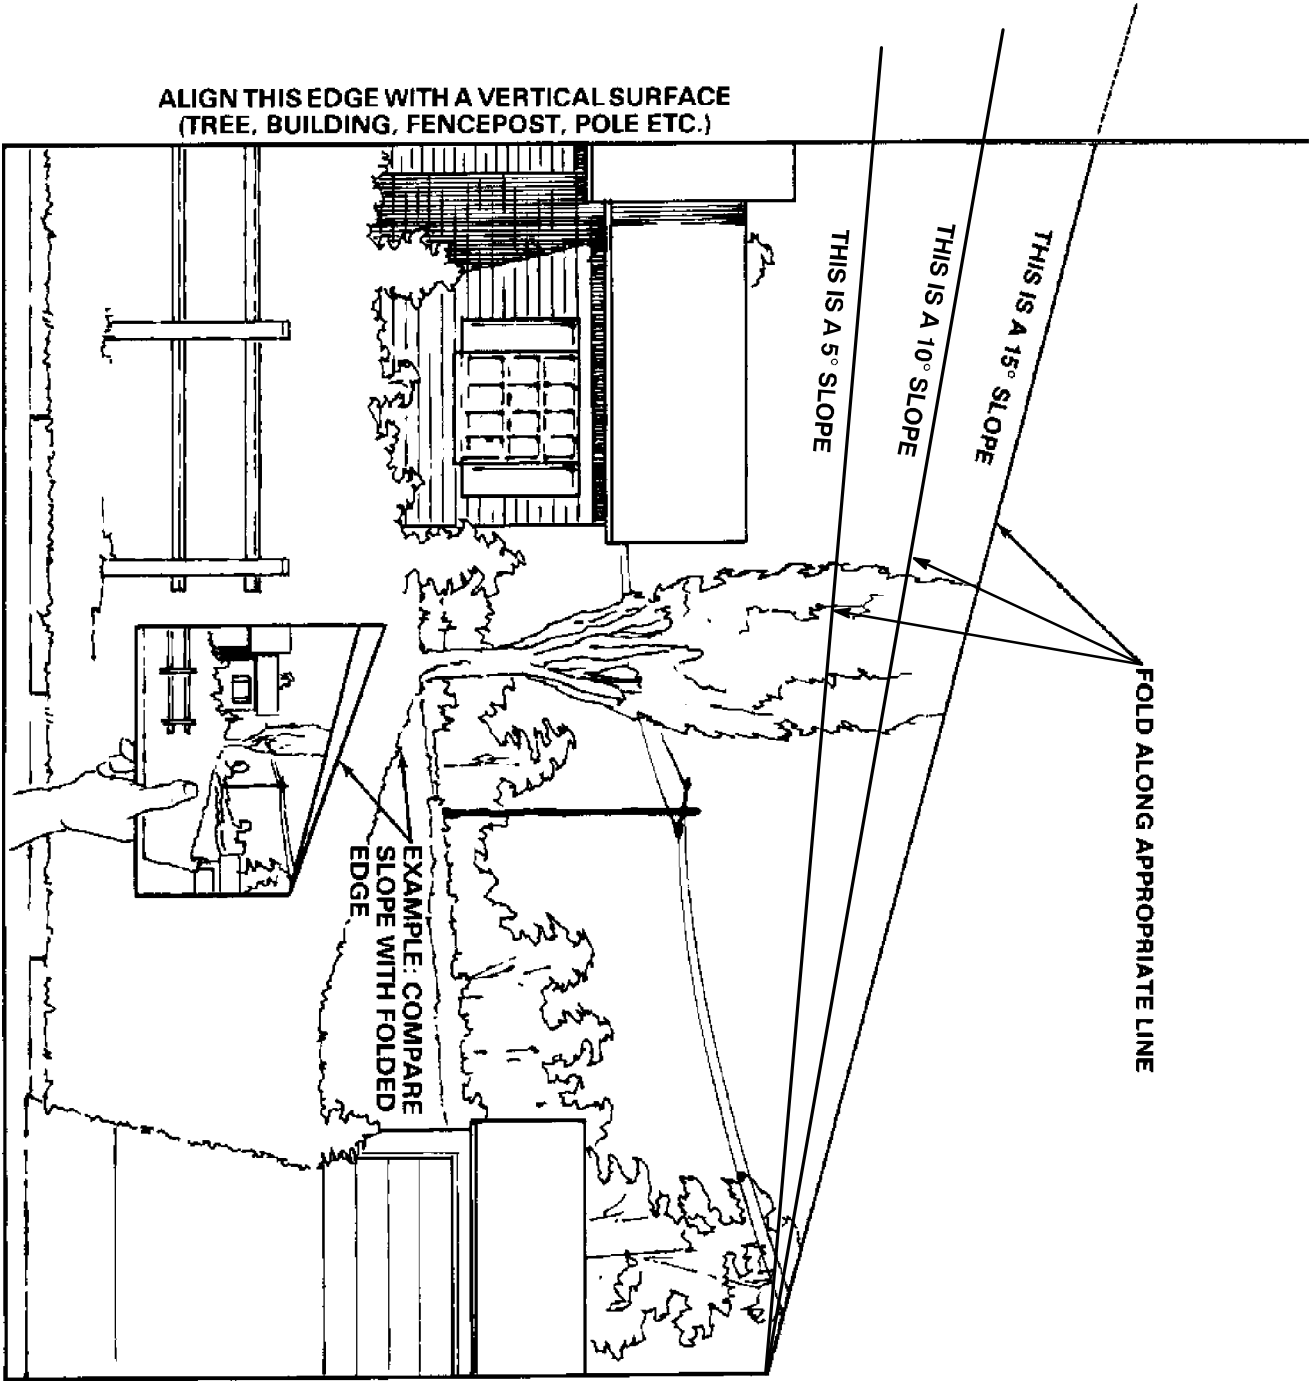 ALIGN THIS EDGE WITH A VERTICAL SURFACE
(TREE, BUILDING, FENCEPOST, POLE ETC.)
THIS IS A 15° SLOPE
THIS IS A 10° SLOPE
THIS IS A 5° SLOPE
FOLD ALONG APPROPRIATE LINE
EXAMPLE: COMPARE
SLOPE WITH FOLDED
EDGE